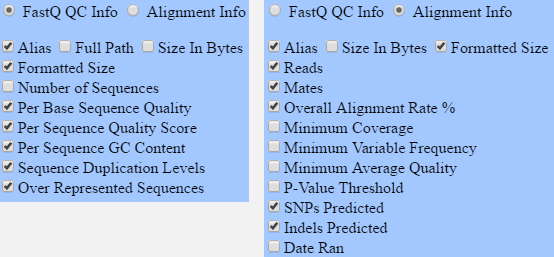 FastQ QC Info Alignment Info
Alias Full Path Size In Bytes
Formatted Size
Number of Sequences
Per Base Sequence Quality
Per Sequence Quality Score
Per Sequence GC Content
Sequence Duplication Levels
Over Represented Sequences
FastQ QC Info Alignment Info
Alias Size In Bytes Formatted Size
Reads
Mates
Overall Alignment Rate %
Minimum Coverage
Minimum Variable Frequency
Minimum Average Quality
P-Value Threshold
SNPs Predicted
Indels Predicted
Date Ran